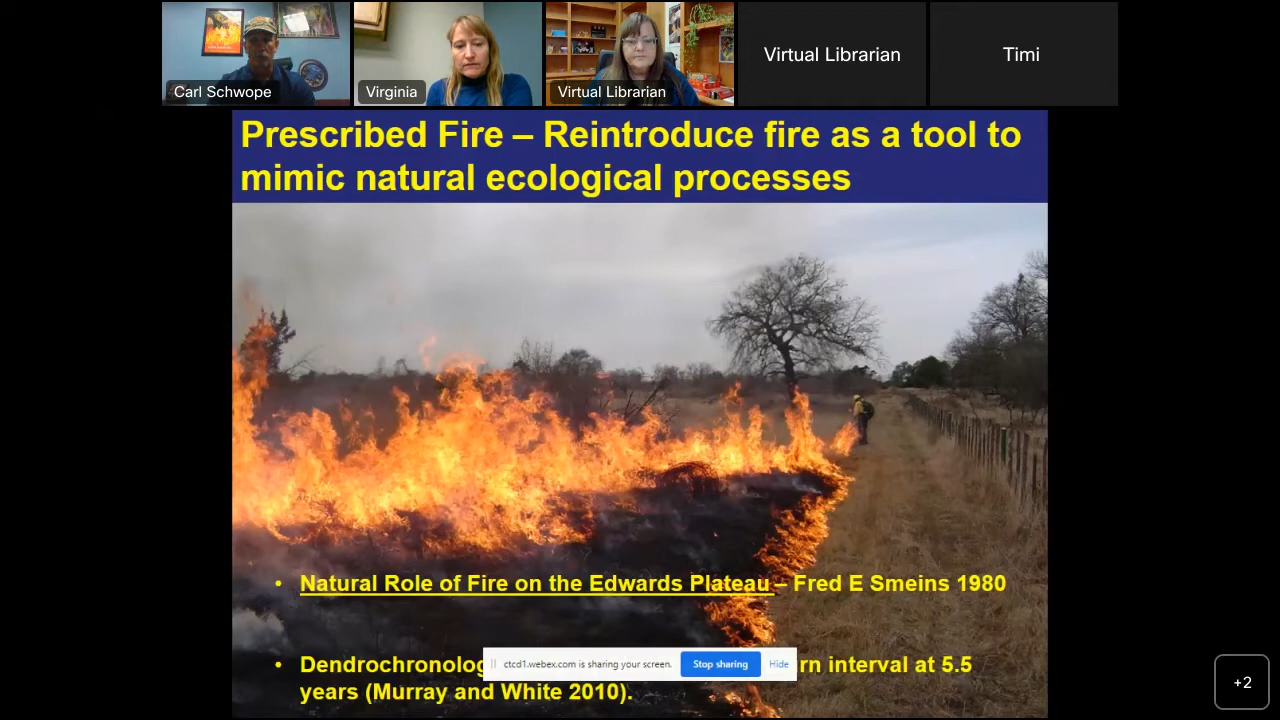 Carl Schwope
Virginia
Virtual Librarian
Virtual Librarian
Timi
Prescribed Fire – Reintroduce fire as a tool to
mimic natural ecological processes
• Natural Role of Fire on the Edwards Plateau – Fred E Smeins 1980
ctcd1.webex.com is sharing your screen. Stop sharing Hide
• Dendrochronolog rn interval at 5.5
years (Murray and White 2010).
+2